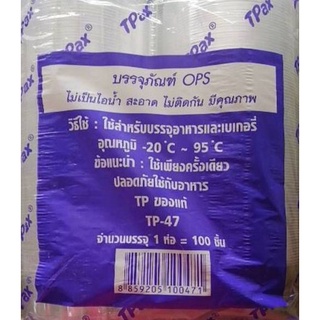 TPax® TPax®
บรรจุภัณฑ์ OPS
ไม่เป็นไอน้ำ สะอาด ไม่ติดกัน มีคุณภาพ
วิธีใช้ : ใช้สำหรับบรรจุอาหารและเบเกอรี่
อุณหภูมิ -20°C ~ 95°C
ข้อแนะนำ : ใช้เพียงครั้งเดียว
ปลอดภัยใช้กับอาหาร
TP ของแท้
TP-47
จำนวนบรรจุ 1 ห่อ = 100 ชิ้น
8 859205 100471